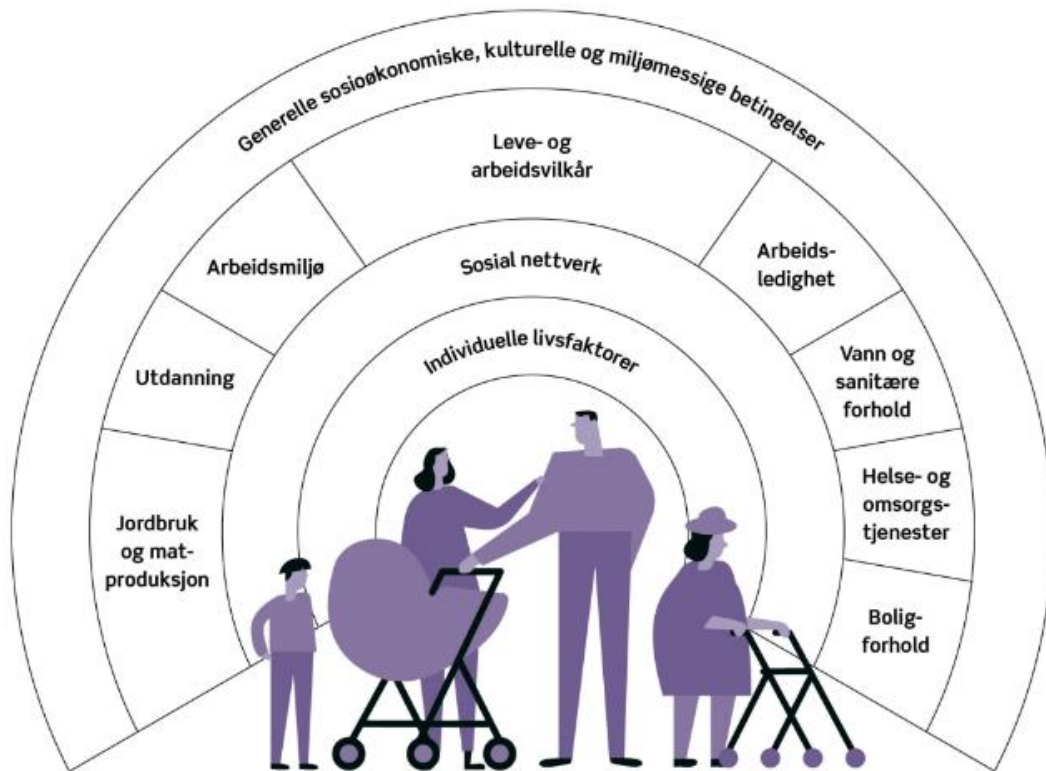 Generelle sosioøkonomiske, kulturelle og miljømessige betingelser
Leve- og
arbeidsvilkår
Arbeidsmiljø
Sosial nettverk
Arbeids-
ledighet
Individuelle livsfaktorer
Utdanning
Vann og
sanitære
forhold
Jordbruk
og mat-
produksjon
Helse- og
omsorgs-
tjenester
Bolig-
forhold